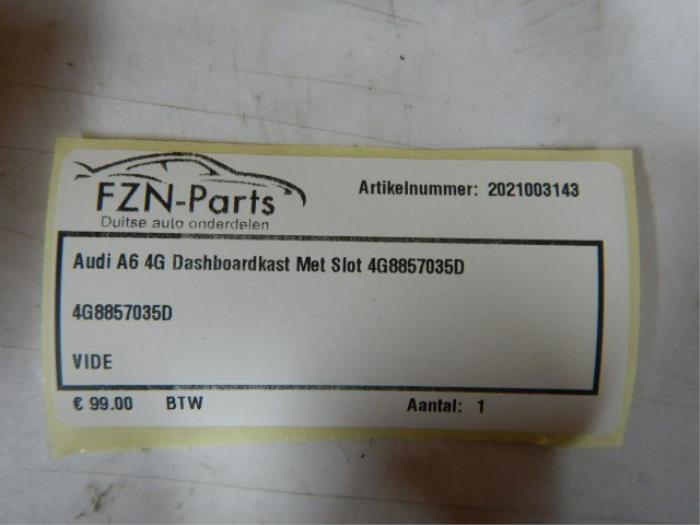 FZN-Parts
Duitse auto onderdelen
Artikelnummer: 2021003143
Audi A6 4G Dashboardkast Met Slot 4G8857035D
4G8857035D
VIDE
€ 99.00 BTW Aantal: 1